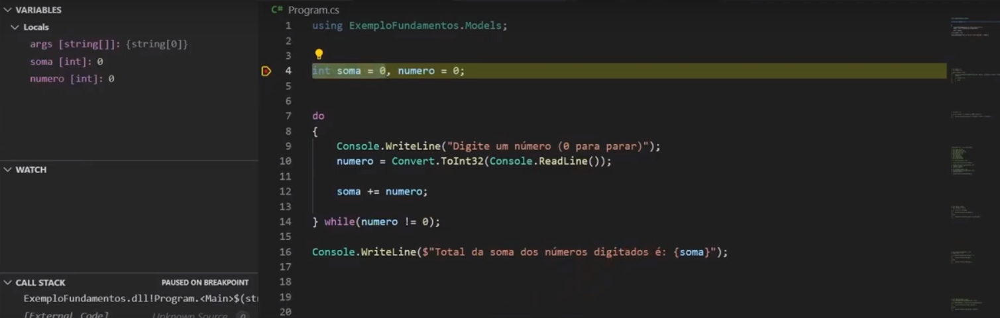 VARIABLES
Locals
args [string[]]: {string[0]}
soma [int]: 0
numero [int]: 0
WATCH
CALL STACK
PAUSED ON BREAKPOINT
ExemploFundamentos.dll!Program.<Main>$(str
[External Code]
Unknown Source
0
C# Program.cs
1 using ExemploFundamentos.Models;
2
3
4 int soma = 0, numero = 0;
5
6
7 do
8 {
9 Console.WriteLine("Digite um número (0 para parar)");
10 numero = Convert.ToInt32(Console.ReadLine());
11
12 soma += numero;
13
14 } while(numero != 0);
15
16 Console.WriteLine($"Total da soma dos números digitados é: {soma}");
17
18
19
20